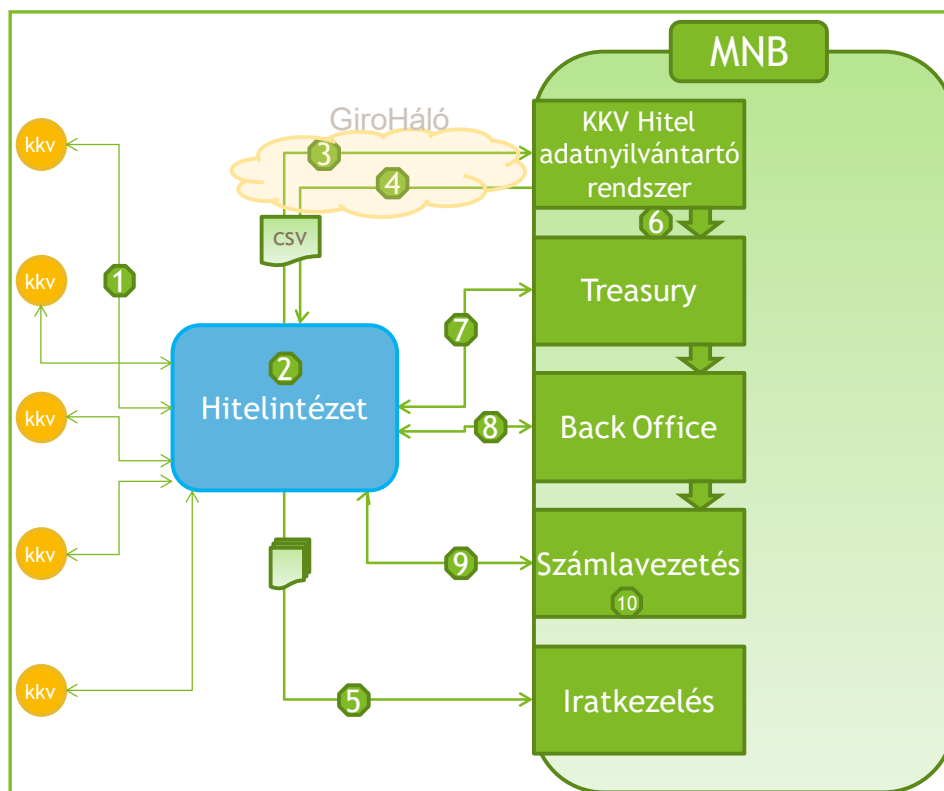 MNB
GiroHáló
kkv
3
KKV Hitel
adatnyilvántartó
rendszer
4
6
CSV
kkv
1
Treasury
7
2
Hitelintézet
kkv
8
Back Office
kkv
9
Számlavezetés
10
kkv
5
Iratkezelés